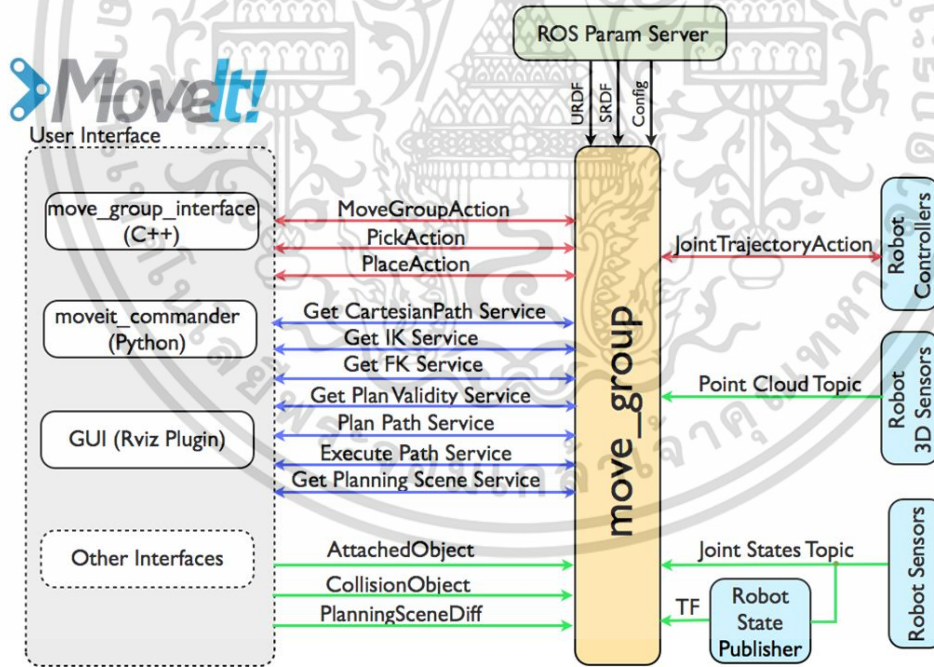 ROS Param Server
MoveIt!
URDF
SRDF
Config
User Interface
move_group_interface
(C++)
moveit_commander
(Python)
GUI (Rviz Plugin)
Other Interfaces
MoveGroupAction
PickAction
PlaceAction
Get CartesianPath Service
Get IK Service
Get FK Service
Get Plan Validity Service
Plan Path Service
Execute Path Service
Get Planning Scene Service
AttachedObject
CollisionObject
PlanningSceneDiff
move_group
JointTrajectoryAction
Robot
Controllers
Point Cloud Topic
Robot
3D Sensors
Joint States Topic
TF
Robot
State
Publisher
Robot Sensors